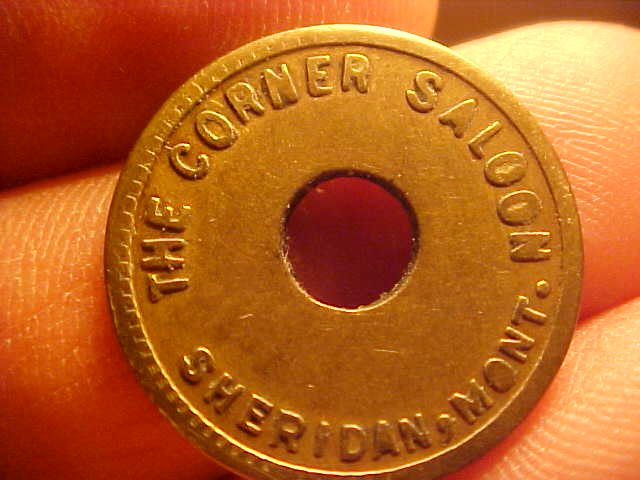 THE CORNER SALOON
SHERIDAN, MONT.